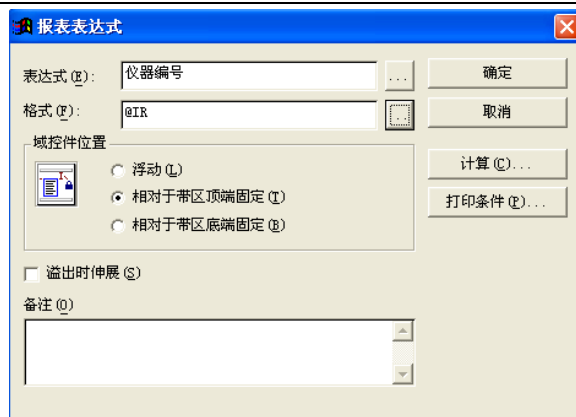 报表表达式
表达式(E): 仪器编号 ... 确定
格式(F): @IR ... 取消
域控件位置
浮动(L) 计算(C)...
相对于带区顶端固定(T) 打印条件(P)...
相对于带区底端固定(B)
溢出时伸展(S)
备注(O)